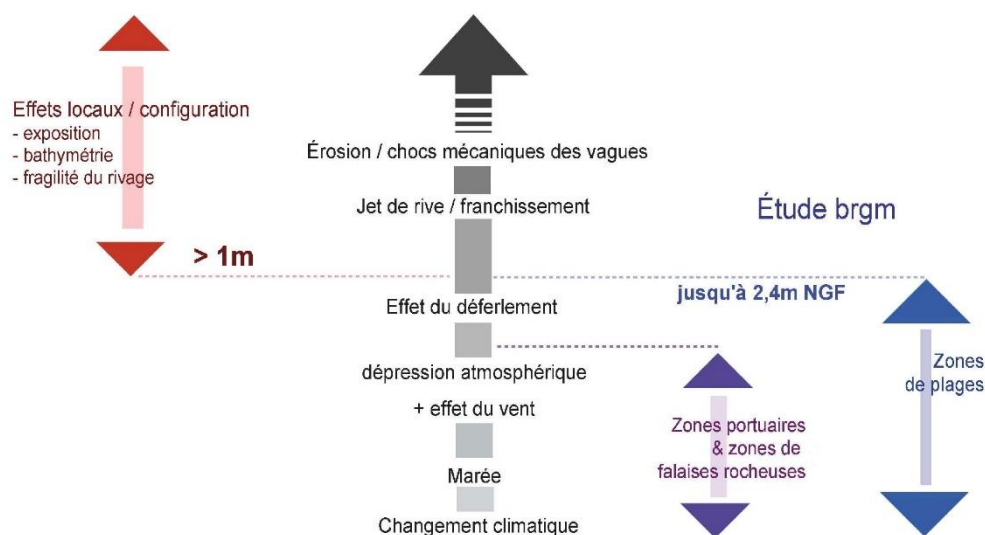 Effets locaux / configuration
- exposition
- bathymétrie
- fragilité du rivage
> 1m
Érosion / chocs mécaniques des vagues
Jet de rive / franchissement
Effet du déferlement
dépression atmosphérique
+ effet du vent
Marée
Changement climatique
Étude brgm
jusqu'à 2,4m NGF
Zones portuaires
& zones de
falaises rocheuses
Zones
de plages